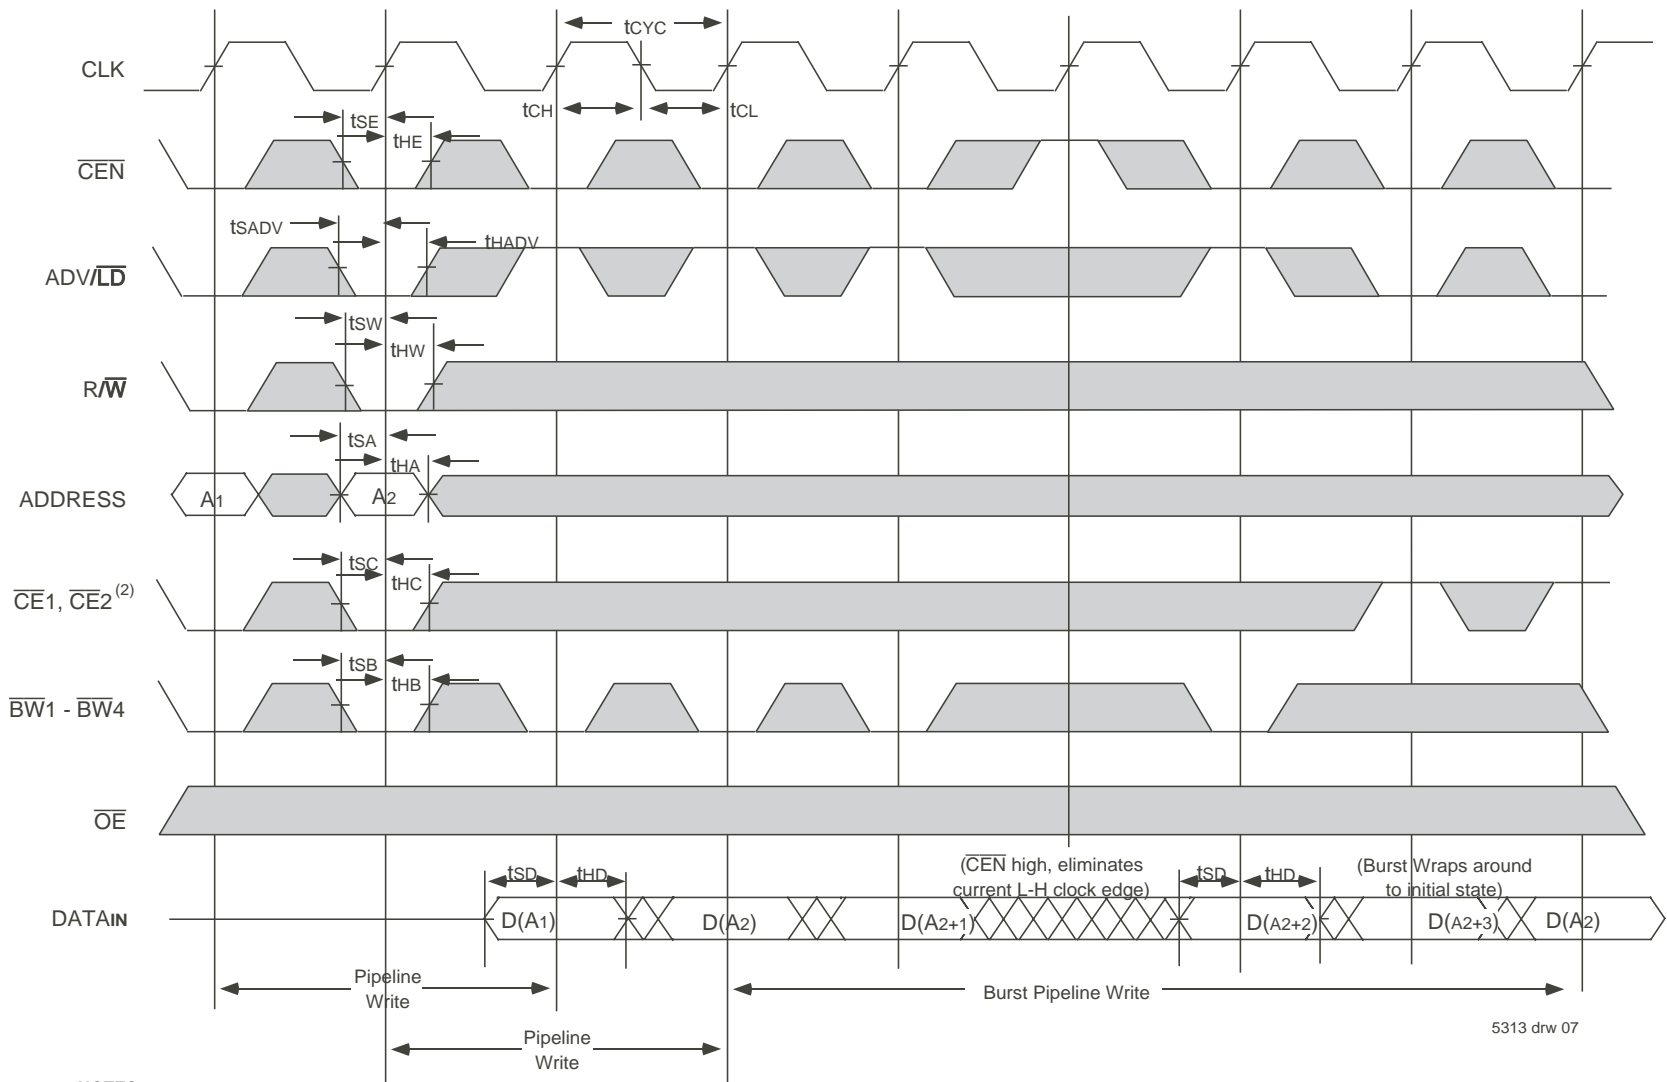 tCYC
CLK
tCH
tCL
tSE
tHE
CEN
tSADV
tHADV
ADV/LD
tSW
tHW
R/W
tSA
tHA
ADDRESS
A1
A2
tSC
tHC
CE1, CE2 (2)
tSB
tHB
BW1 - BW4
OE
(CEN high, eliminates
current L-H clock edge)
(Burst Wraps around
to initial state)
tSD
tHD
tSD
tHD
DATAIN
D(A1)
D(A2)
D(A2+1)
D(A2+2)
D(A2+3)
D(A2)
Pipeline
Write
Burst Pipeline Write
5313 drw 07
Pipeline
Write